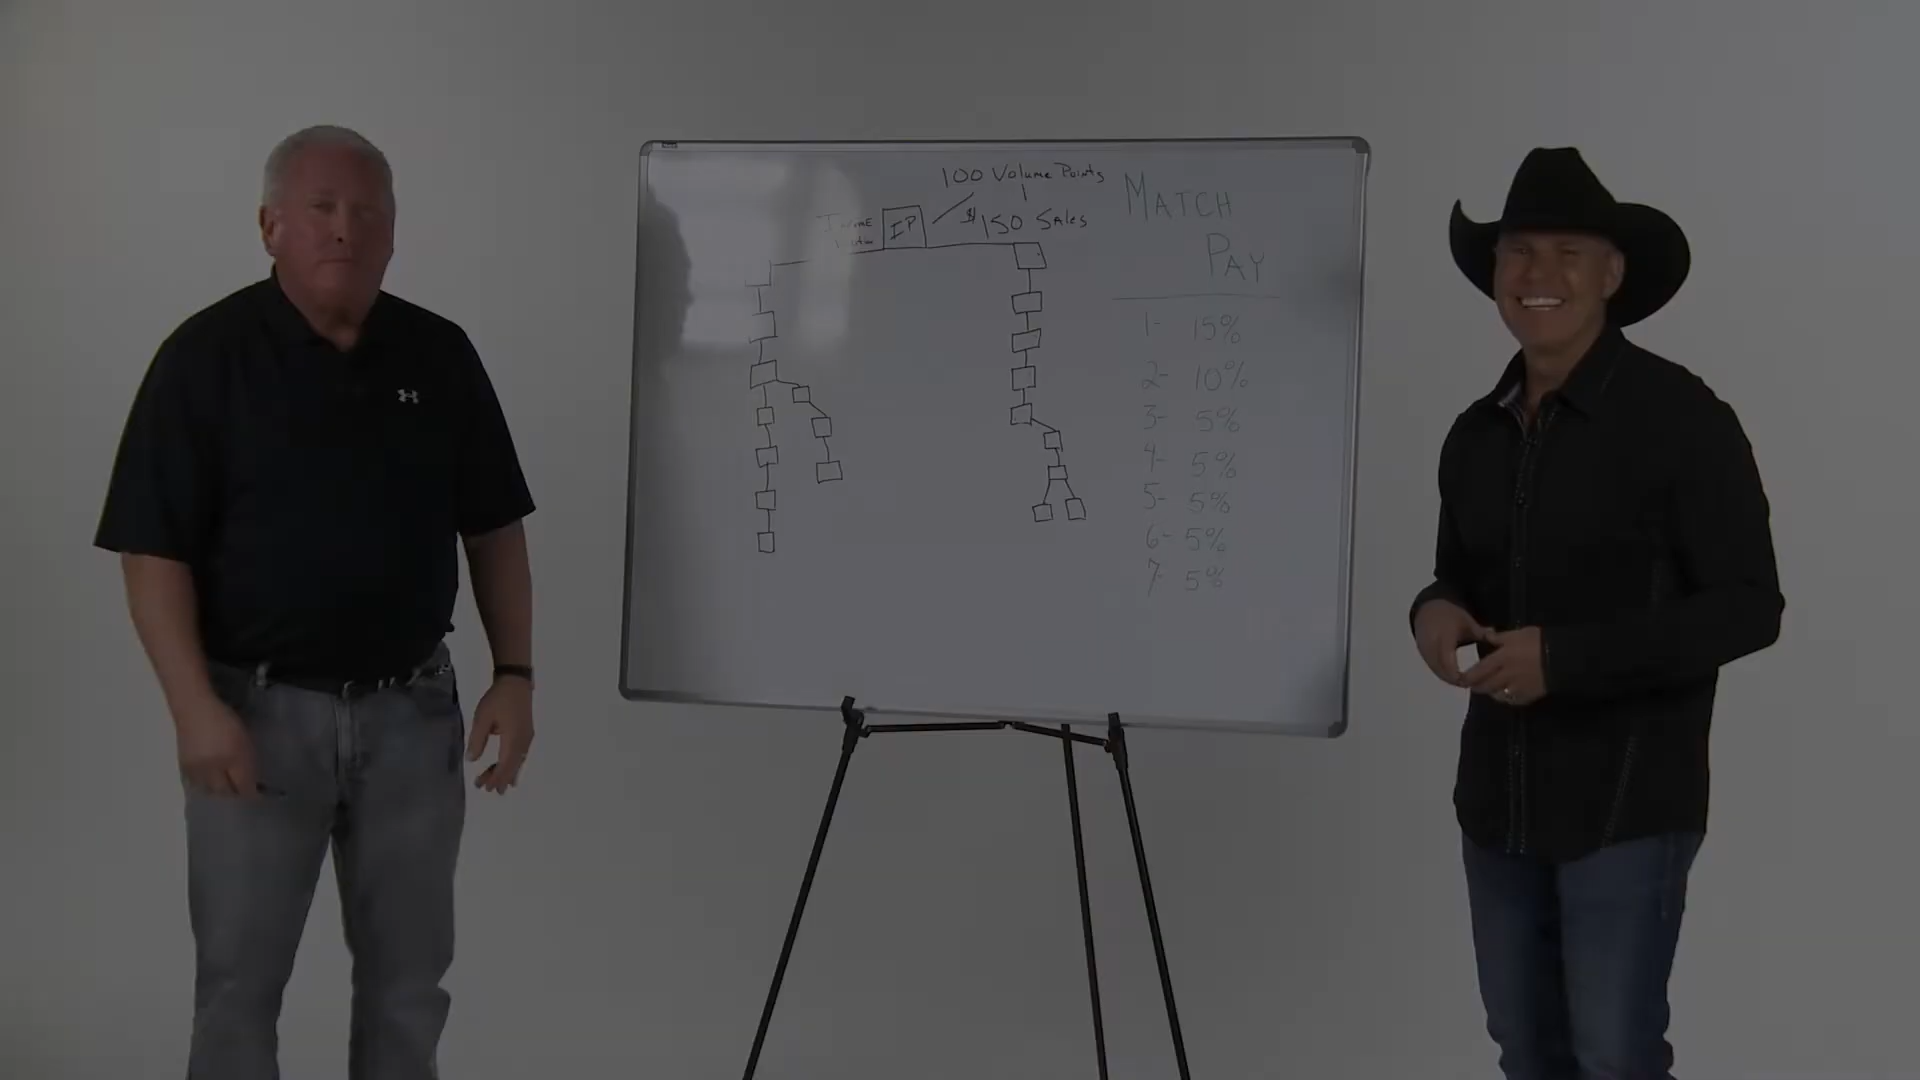 100 Volume Points
$150 Sales
IP
MATCH
PAY
1- 15%
2- 10%
3- 5%
4- 5%
5- 5%
6- 5%
7- 5%